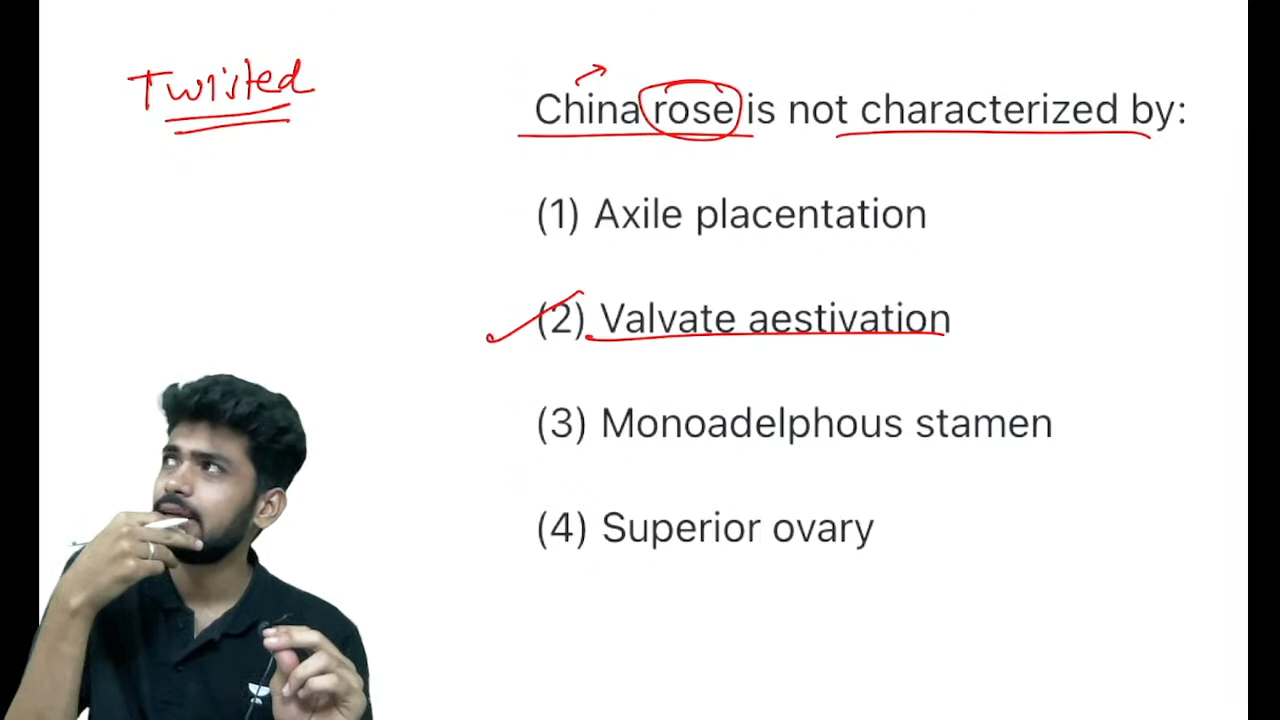 Twisted
China rose is not characterized by:
(1) Axile placentation
(2) Valvate aestivation
(3) Monoadelphous stamen
(4) Superior ovary